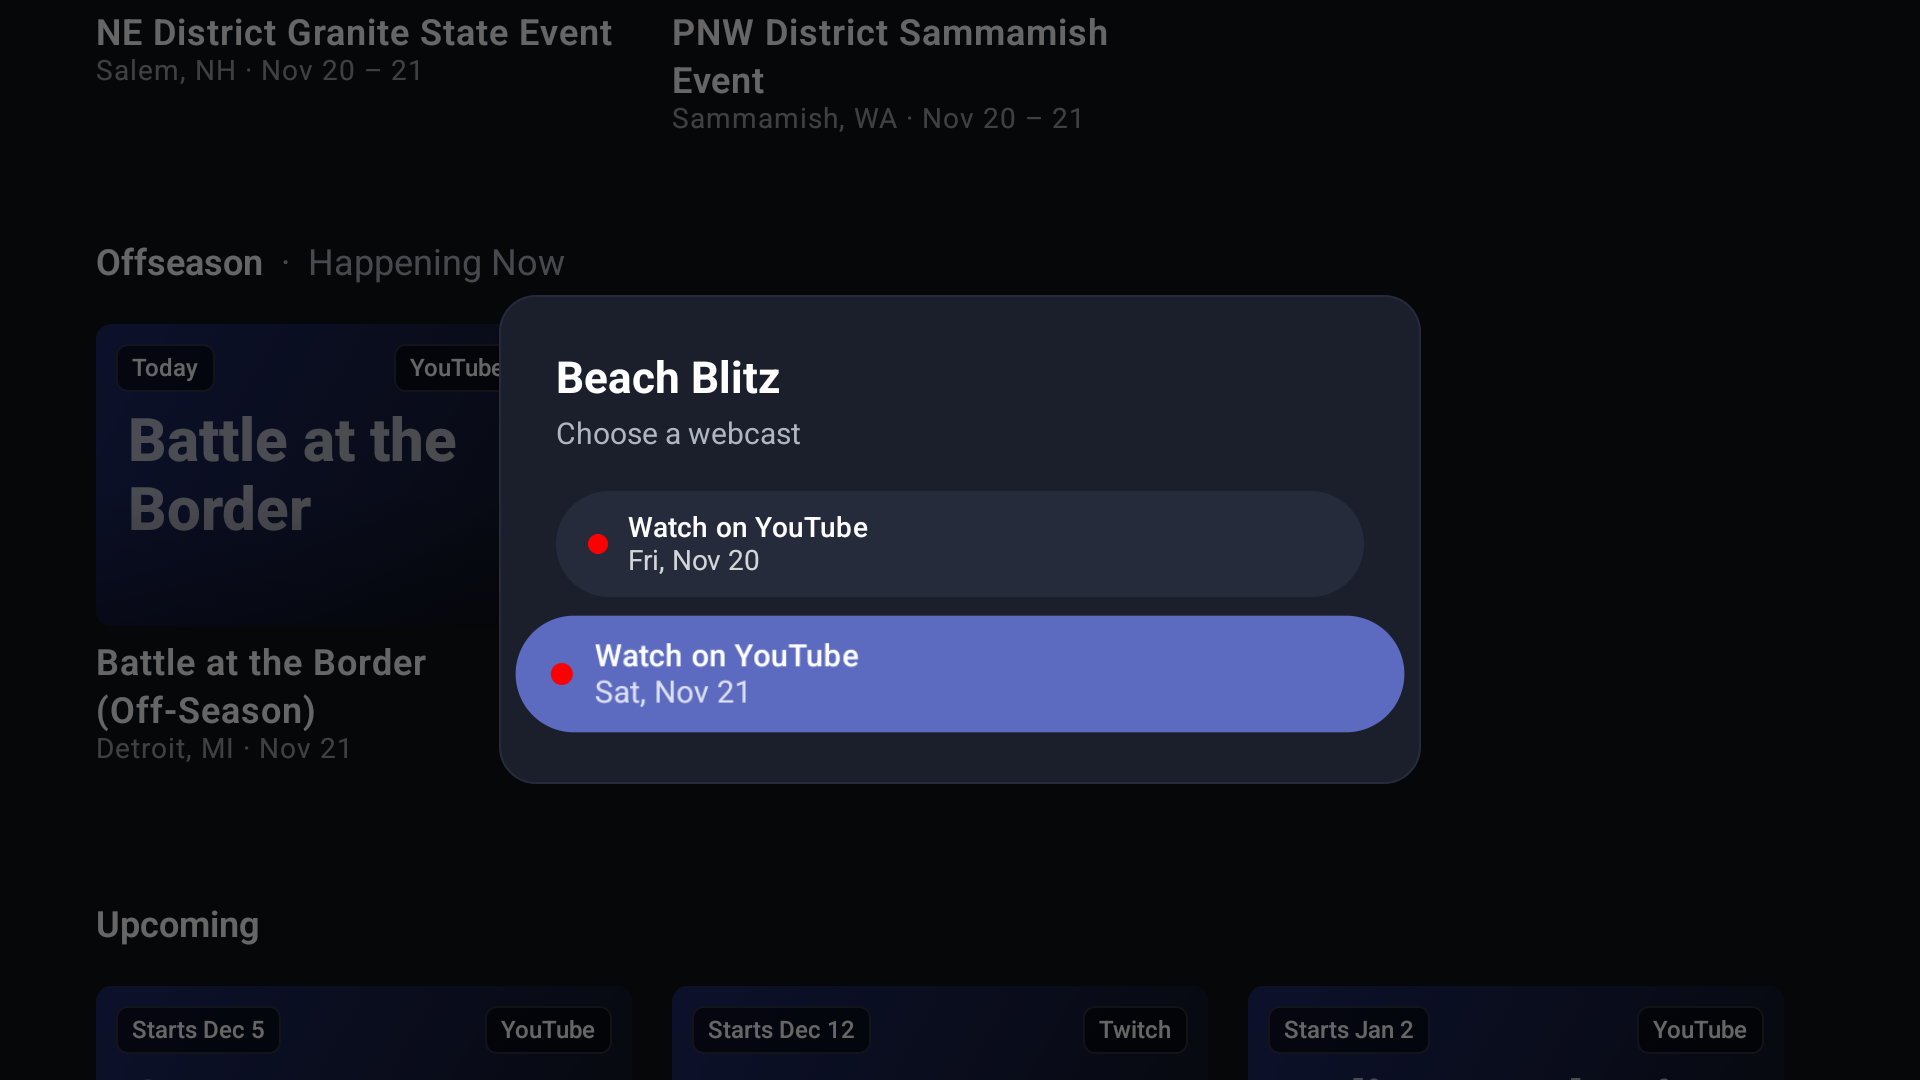 NE District Granite State Event
Salem, NH · Nov 20 – 21
PNW District Sammamish
Event
Sammamish, WA · Nov 20 – 21
Offseason · Happening Now
Today
YouTube
Battle at the
Border
Battle at the Border
(Off-Season)
Detroit, MI · Nov 21
Beach Blitz
Choose a webcast
Watch on YouTube
Fri, Nov 20
Watch on YouTube
Sat, Nov 21
Upcoming
Starts Dec 5
YouTube
Starts Dec 12
Twitch
Starts Jan 2
YouTube